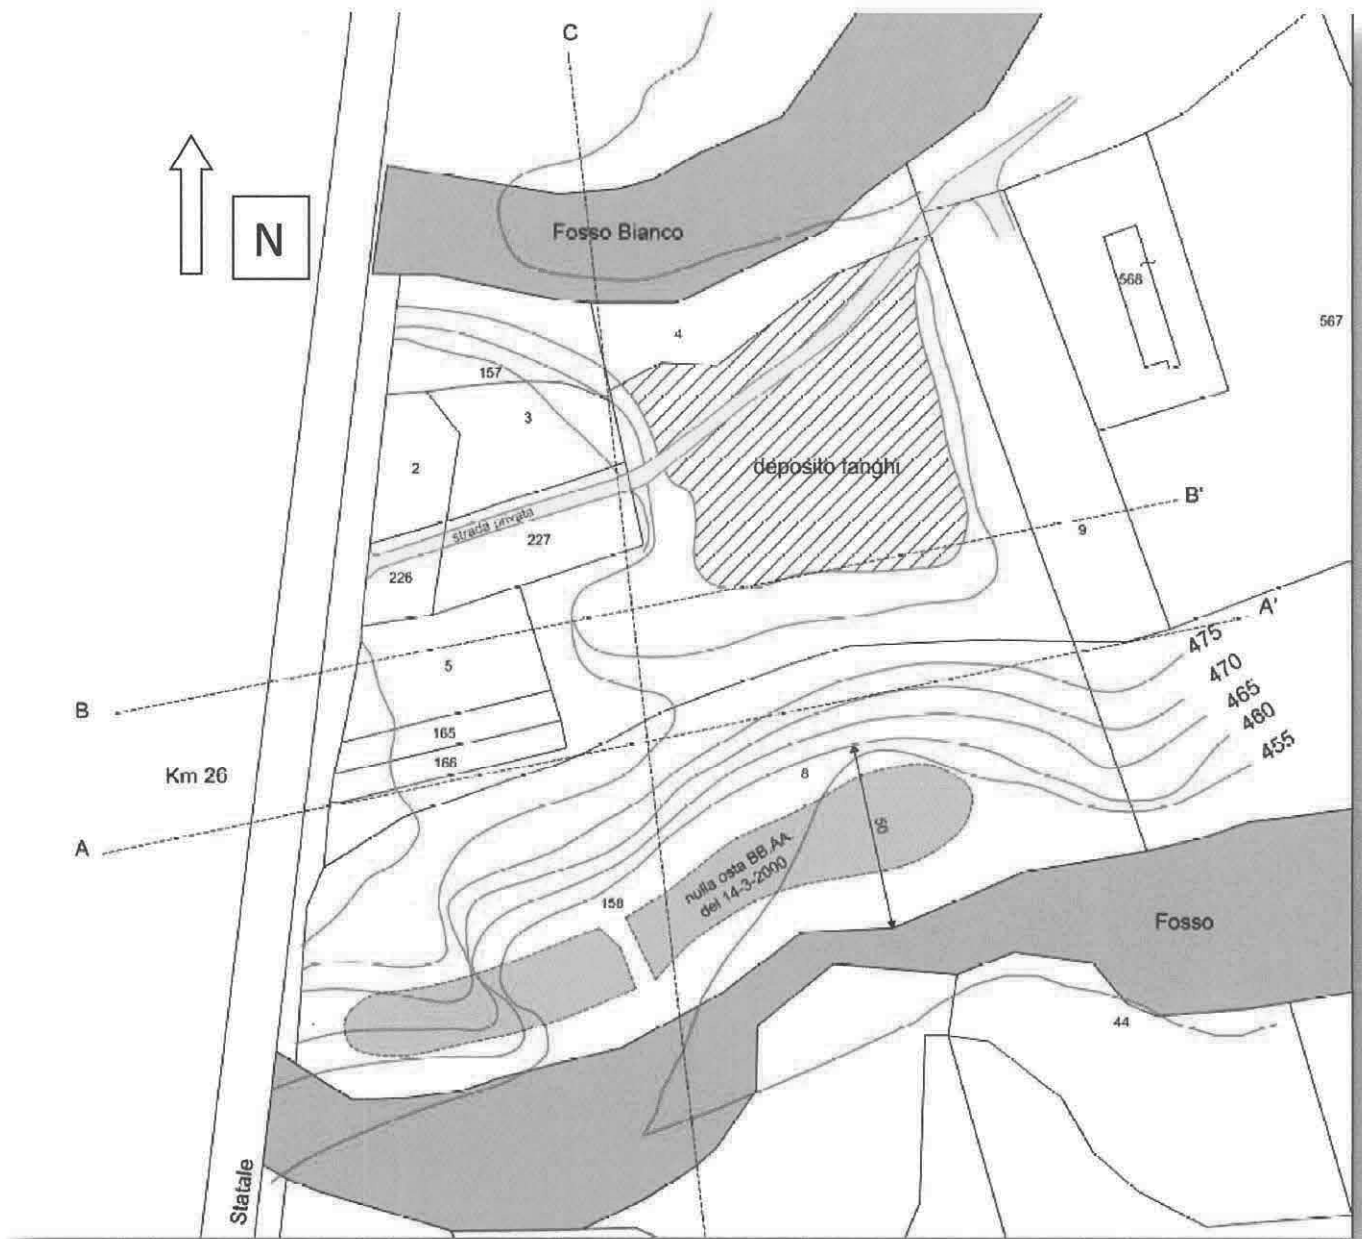 C
N
Fosso Bianco
568
567
4
157
3
2
deposito fanghi
B'
strada privata
227
9
226
A'
475
5
470
465
B
460
165
455
166
Km 26
8
A
50
nulla osta BB.AA.
del 14-3-2000
158
Fosso
44
Statale